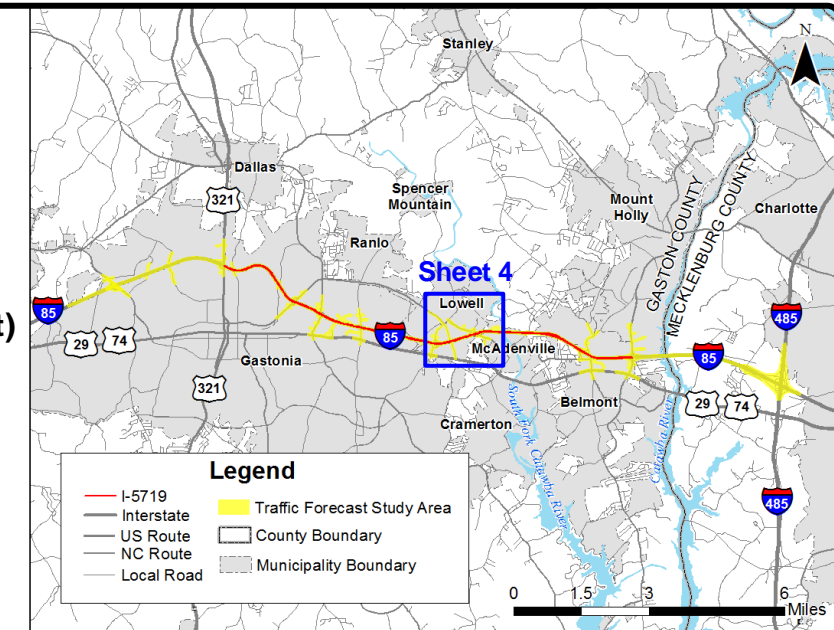 Stanley
N
Dallas
321
Spencer
Mountain
Mount
Holly
GASTON COUNTY
MECKLENBURG COUNTY
Charlotte
Ranlo
Sheet 4
Lowell
85
t)
29
74
85
485
McAdenville
85
Gastonia
321
Belmont
29
74
Cramerton
South Fork Catawba River
Catawba River
485
Legend
I-5719
Interstate
US Route
NC Route
Local Road
Traffic Forecast Study Area
County Boundary
Municipality Boundary
0
1.5
3
6
Miles